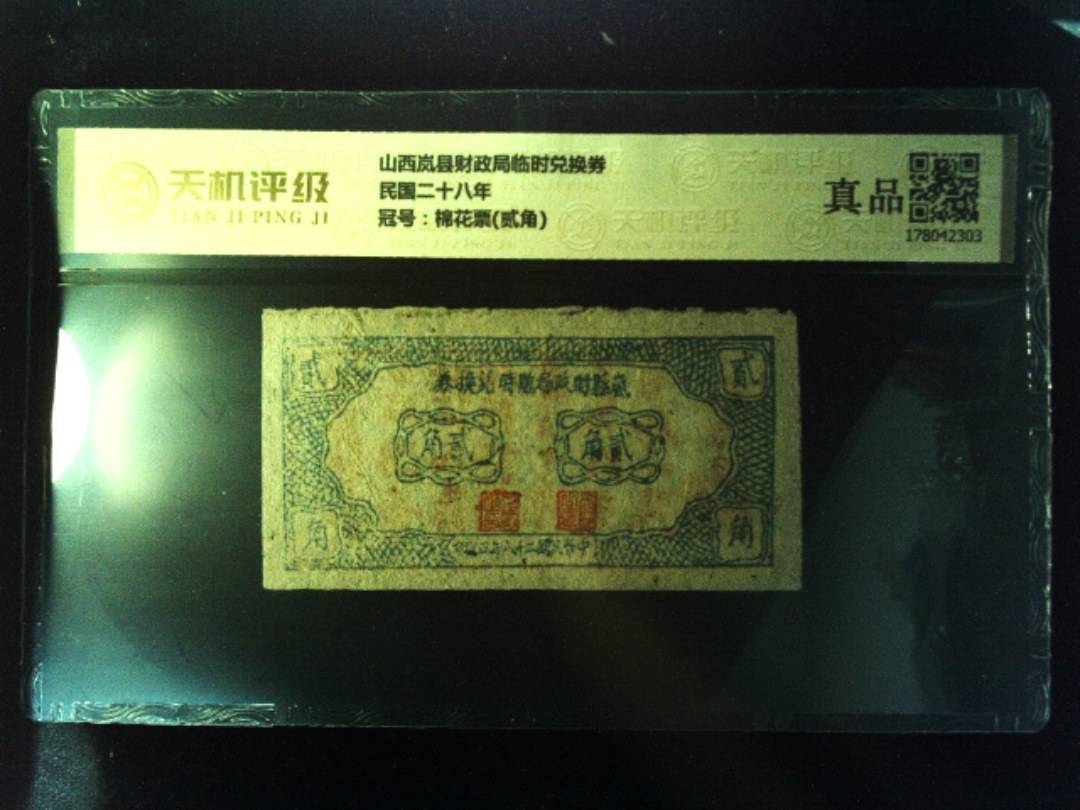 天机评级
TIAN JI PING JI
山西岚县财政局临时兑换券
民国二十八年
冠号：棉花票(贰角)
真品
178042303
貳
貳
嵐縣財政局臨時兑換券
角貳
角貳
角
角